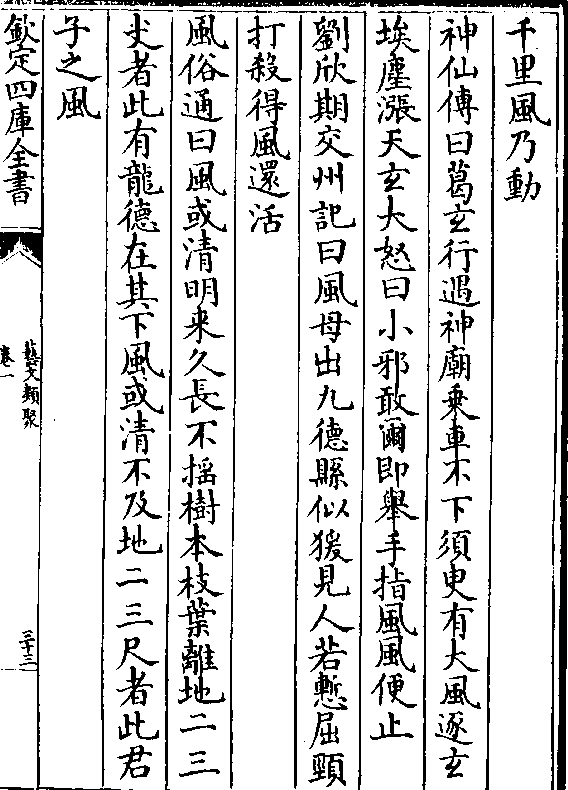 千里風乃動
神仙傳曰葛玄行遇神廟乗車不下須臾有大風逐玄
埃塵漲天玄大怒曰小邪敢爾即舉手指風風便止
劉欣期交州記曰風母出九德縣似猨見人若慙屈頸
打殺得風還活
風俗通曰風或清明来久長不揺樹本枝葉離地二三
丈者此有龍德在其下風或清不及地二三尺者此君
子之風
欽定四庫全書
藝文類聚
卷一
三十三